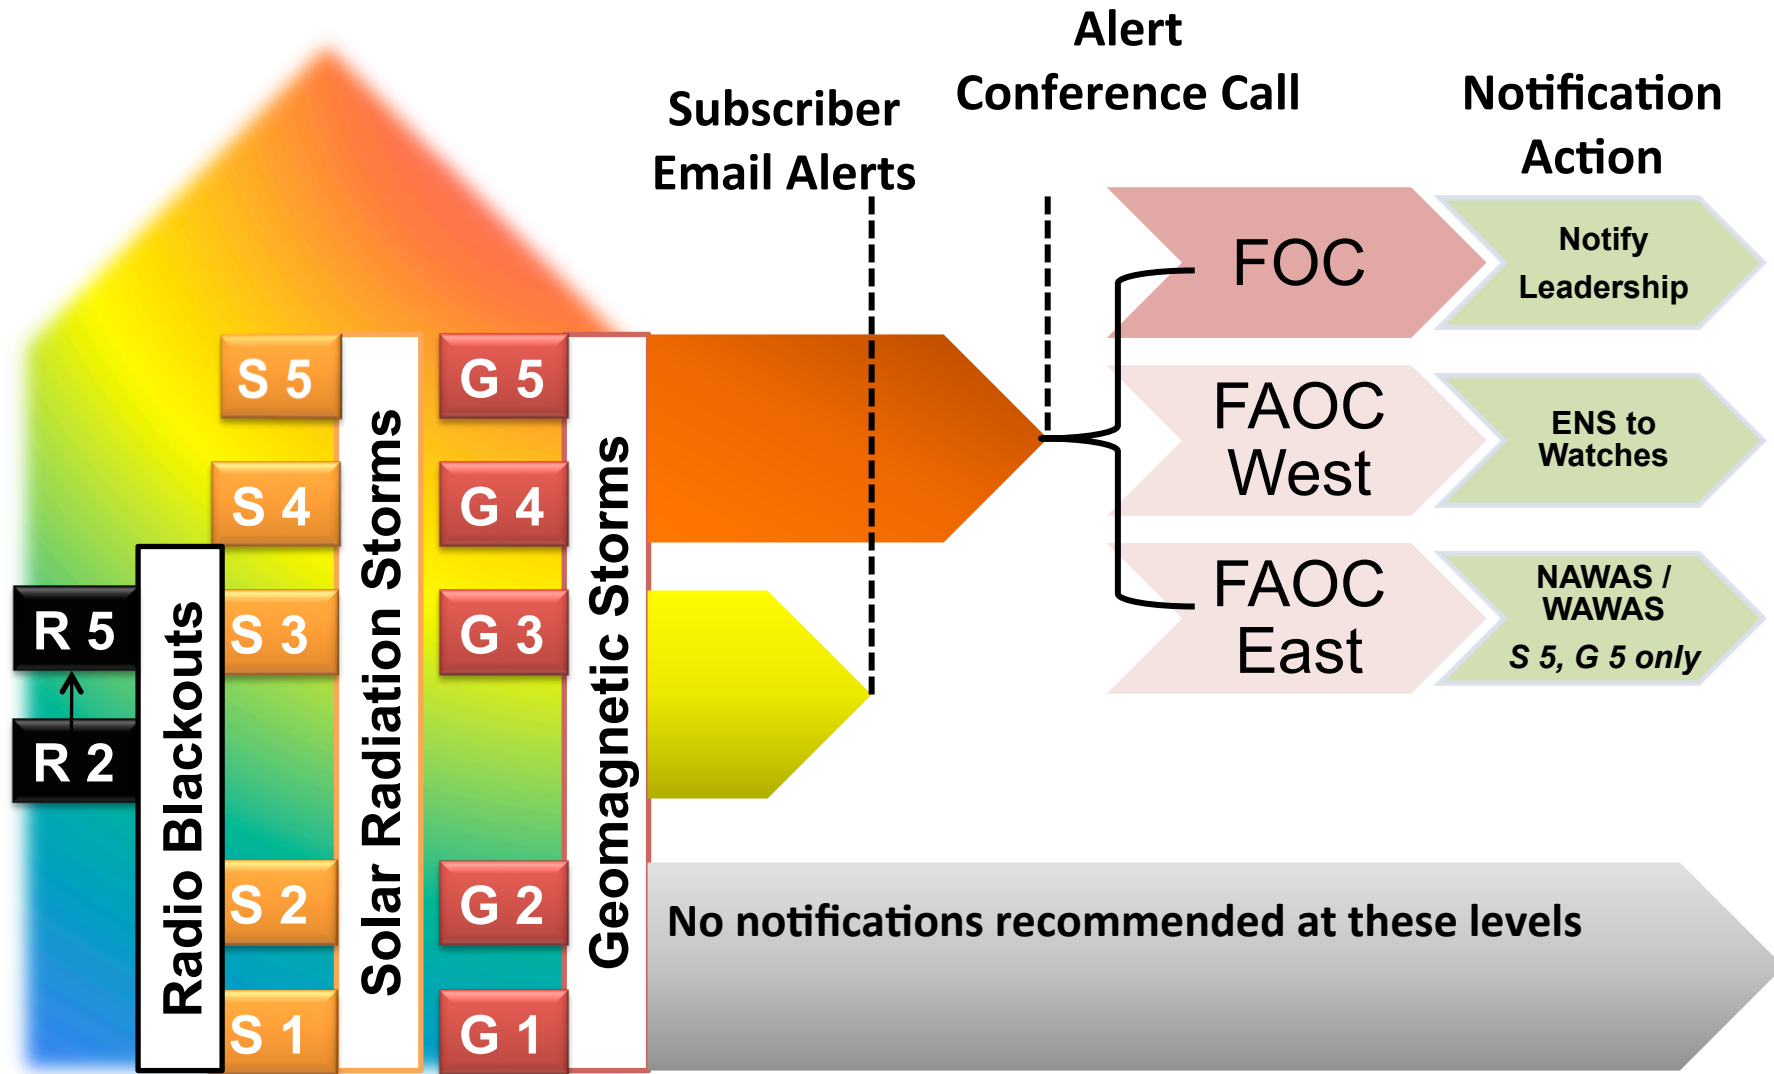 Alert
Conference Call
Subscriber
Email Alerts
Notification
Action
FOC
Notify
Leadership
FAOC
West
ENS to
Watches
FAOC
East
NAWAS /
WAWAS
S 5, G 5 only
S 5
G 5
S 4
G 4
R 5
S 3
G 3
R 2
S 2
G 2
S 1
G 1
Radio Blackouts
Solar Radiation Storms
Geomagnetic Storms
No notifications recommended at these levels